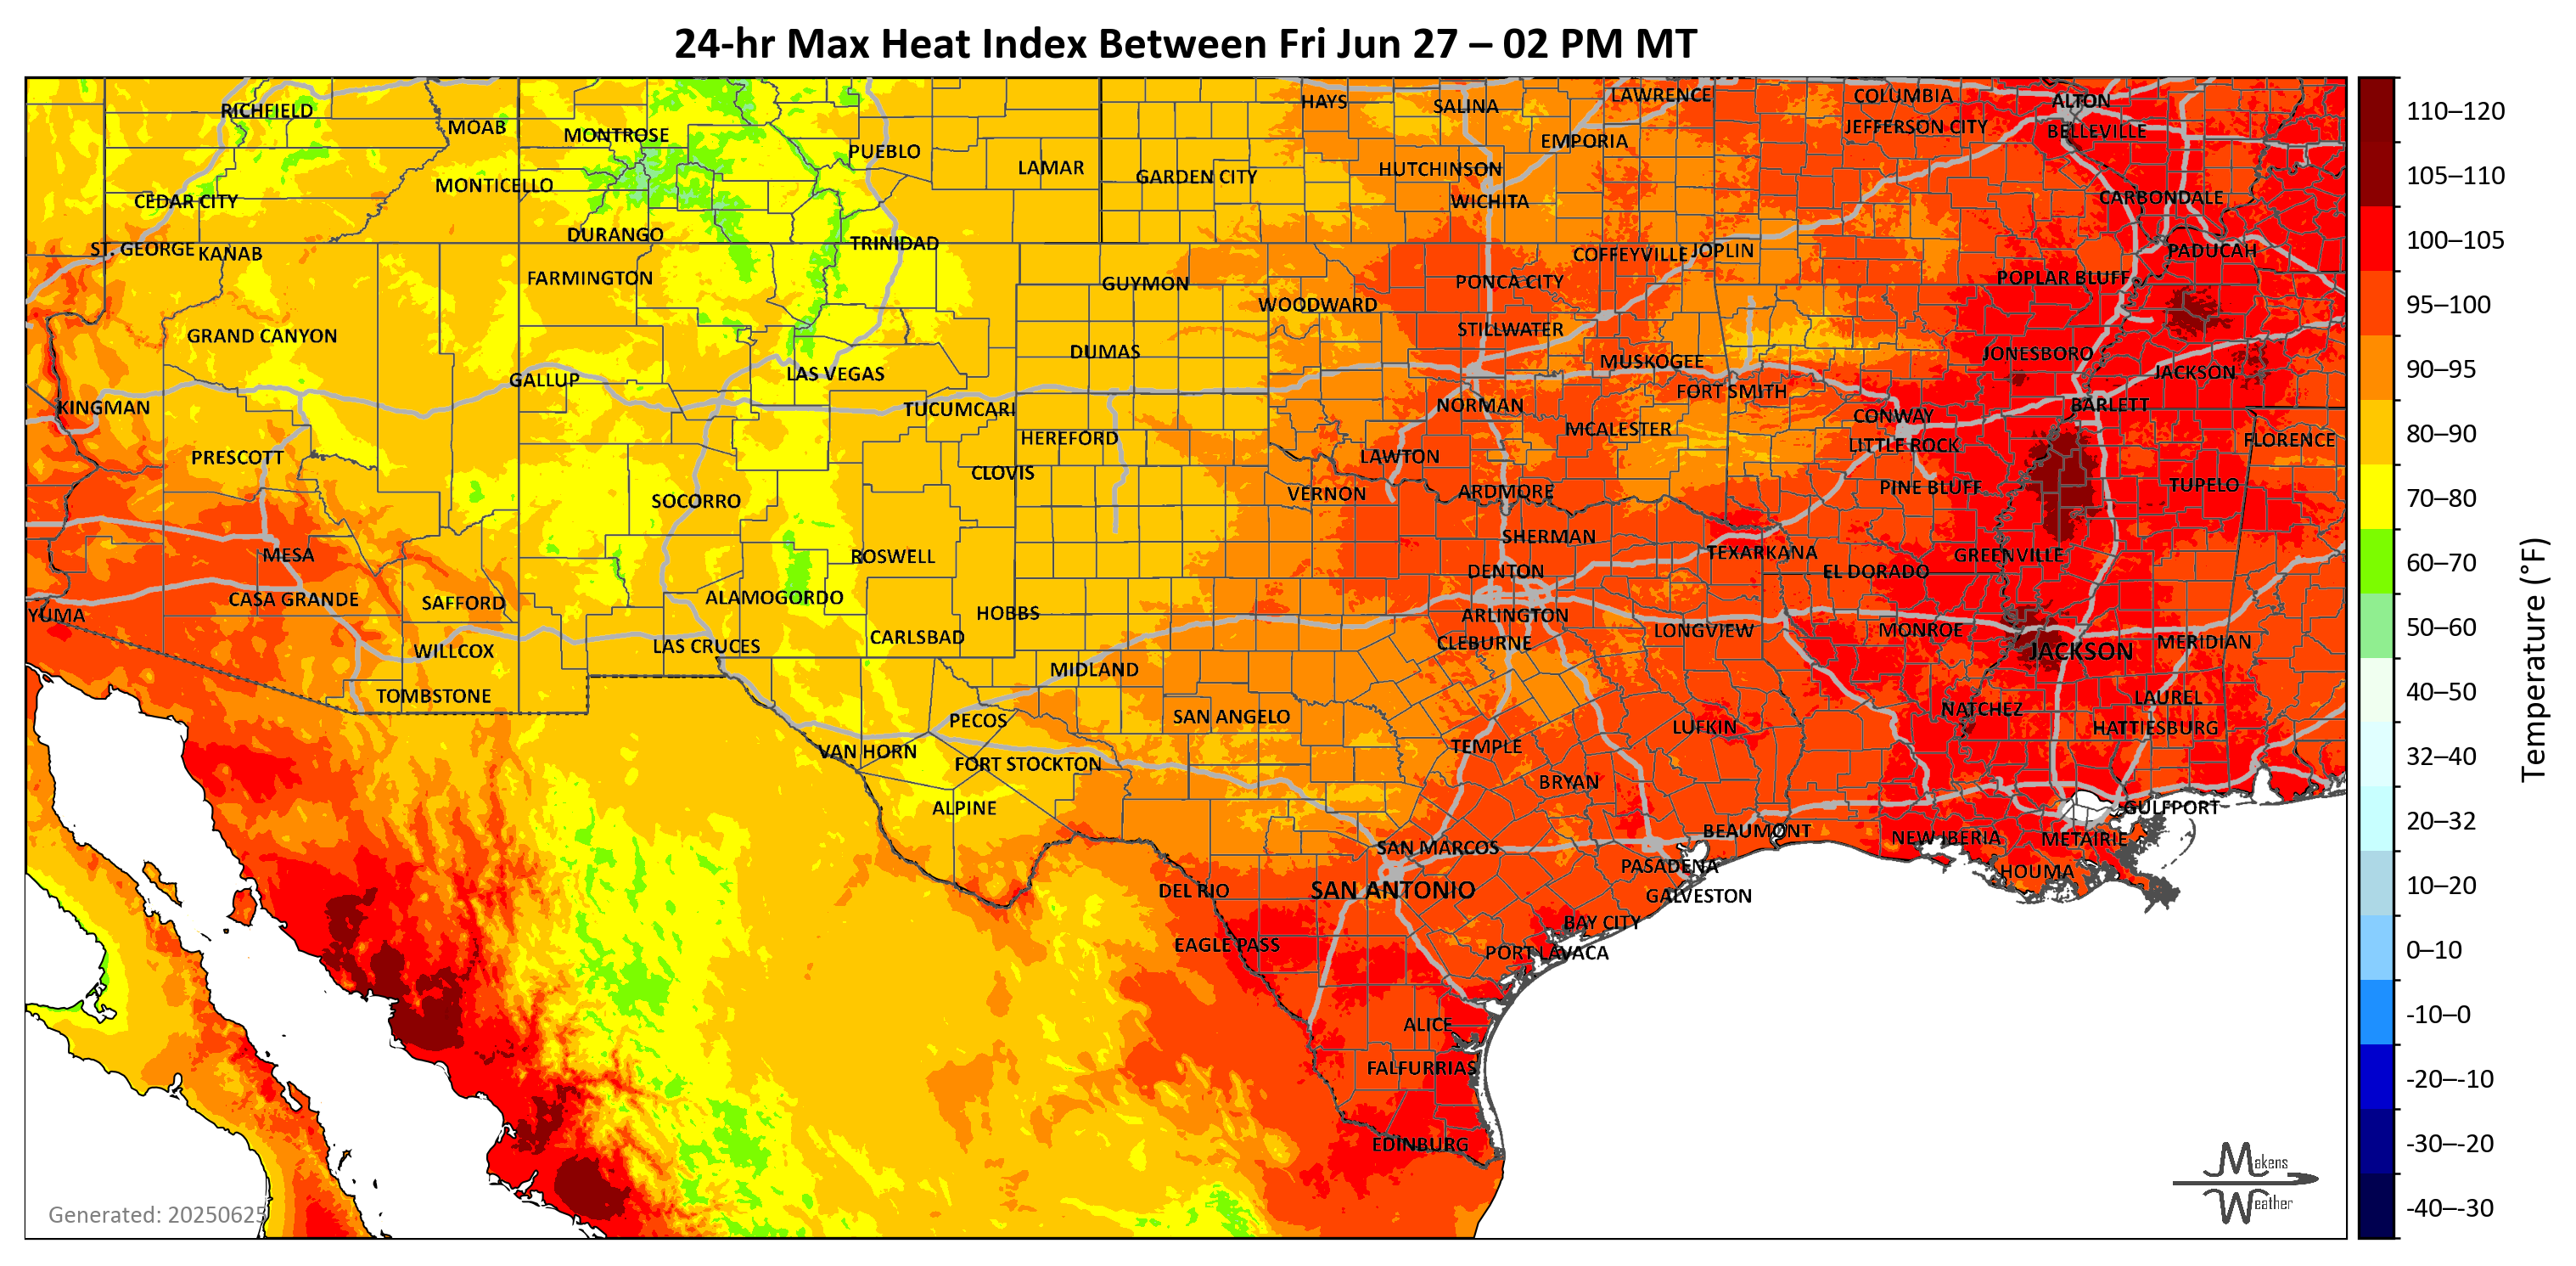 24-hr Max Heat Index Between Fri Jun 27 – 02 PM MT
RICHFIELD
MOAB
MONTROSE
PUEBLO
LAMAR
GARDEN CITY
HAYS
SALINA
LAWRENCE
EMPORIA
COLUMBIA
JEFFERSON CITY
ALTON
BELLEVILLE
CEDAR CITY
MONTICELLO
HUTCHINSON
WICHITA
CARBONDALE
ST. GEORGE
KANAB
DURANGO
TRINIDAD
COFFEYVILLE
JOPLIN
PADUCAH
FARMINGTON
GUYMON
WOODWARD
PONCA CITY
POPLAR BLUFF
GRAND CANYON
STILLWATER
DUMAS
MUSKOGEE
JONESBORO
JACKSON
KINGMAN
GALLUP
LAS VEGAS
TUCUMCARI
NORMAN
FORT SMITH
CONWAY
BARLETT
PRESCOTT
HEREFORD
CLOVIS
LAWTON
MCALESTER
LITTLE ROCK
FLORENCE
SOCORRO
VERNON
ARDMORE
PINE BLUFF
TUPELO
MESA
ROSWELL
SHERMAN
TEXARKANA
GREENVILLE
CASA GRANDE
SAFFORD
ALAMOGORDO
HOBBS
DENTON
EL DORADO
YUMA
WILLCOX
LAS CRUCES
CARLSBAD
ARLINGTON
CLEBURNE
LONGVIEW
MONROE
JACKSON
MERIDIAN
TOMBSTONE
MIDLAND
PECOS
SAN ANGELO
LUFKIN
NATCHEZ
LAUREL
HATTIESBURG
VAN HORN
FORT STOCKTON
TEMPLE
BRYAN
ALPINE
SAN MARCOS
BEAUMONT
NEW IBERIA
METAIRIE
GULFPORT
DEL RIO
SAN ANTONIO
PASADENA
GALVESTON
HOUMA
EAGLE PASS
BAY CITY
PORT LAVACA
ALICE
FALFURRIAS
EDINBURG
Generated: 20250625
Makens
Weather
110–120
105–110
100–105
95–100
90–95
80–90
70–80
60–70
50–60
40–50
32–40
20–32
10–20
0–10
-10–0
-20–-10
-30–-20
-40–-30
Temperature (°F)